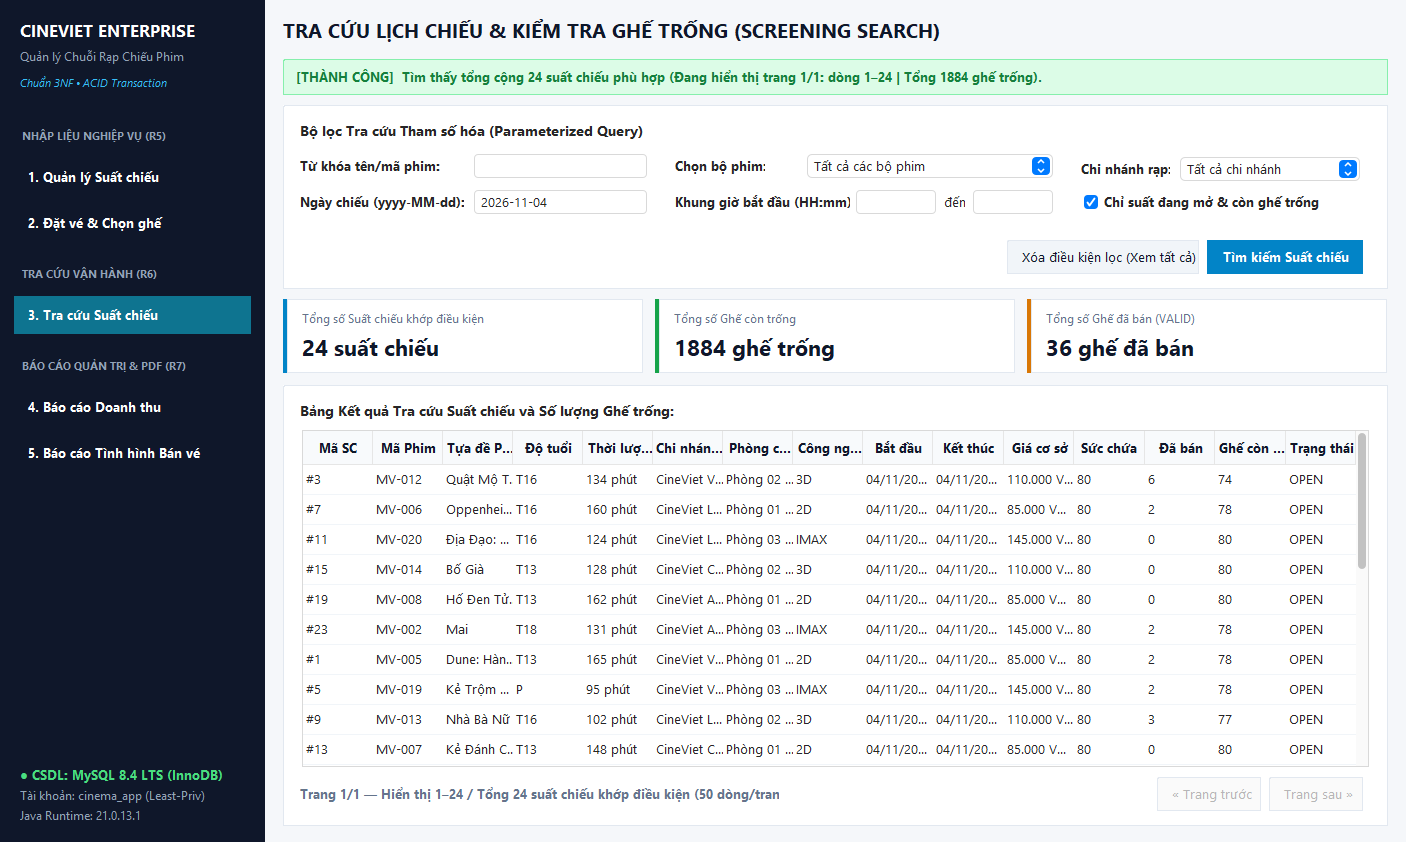 CINEVIET ENTERPRISE
Quản lý Chuỗi Rạp Chiếu Phim
Chuẩn 3NF • ACID Transaction
NHẬP LIỆU NGHIỆP VỤ (R5)
1. Quản lý Suất chiếu
2. Đặt vé & Chọn ghế
TRA CỨU VẬN HÀNH (R6)
3. Tra cứu Suất chiếu
BÁO CÁO QUẢN TRỊ & PDF (R7)
4. Báo cáo Doanh thu
5. Báo cáo Tình hình Bán vé
● CSDL: MySQL 8.4 LTS (InnoDB)
Tài khoản: cinema_app (Least-Priv)
Java Runtime: 21.0.13.1
TRA CỨU LỊCH CHIẾU & KIỂM TRA GHẾ TRỐNG (SCREENING SEARCH)
[THÀNH CÔNG] Tìm thấy tổng cộng 24 suất chiếu phù hợp (Đang hiển thị trang 1/1: dòng 1–24 | Tổng 1884 ghế trống).
Bộ lọc Tra cứu Tham số hóa (Parameterized Query)
Từ khóa tên/mã phim: Chọn bộ phim: Tất cả các bộ phim Chi nhánh rạp: Tất cả chi nhánh
Ngày chiếu (yyyy-MM-dd): 2026-11-04 Khung giờ bắt đầu (HH:mm) đến Chỉ suất đang mở & còn ghế trống
Xóa điều kiện lọc (Xem tất cả) Tìm kiếm Suất chiếu
Tổng số Suất chiếu khớp điều kiện
24 suất chiếu
Tổng số Ghế còn trống
1884 ghế trống
Tổng số Ghế đã bán (VALID)
36 ghế đã bán
Bảng Kết quả Tra cứu Suất chiếu và Số lượng Ghế trống:
Mã SC Mã Phim Tựa đề P... Độ tuổi Thời lượ... Chi nhán... Phòng c... Công ng... Bắt đầu Kết thúc Giá cơ sở Sức chứa Đã bán Ghế còn ... Trạng thái
#3 MV-012 Quật Mộ T. T16 134 phút CineViet V... Phòng 02 ... 3D 04/11/20... 04/11/20... 110.000 V... 80 6 74 OPEN
#7 MV-006 Oppenhei... T16 160 phút CineViet L... Phòng 01 ... 2D 04/11/20... 04/11/20... 85.000 V... 80 2 78 OPEN
#11 MV-020 Địa Đạo: ... T16 124 phút CineViet L... Phòng 03 ... IMAX 04/11/20... 04/11/20... 145.000 V... 80 0 80 OPEN
#15 MV-014 Bố Già T13 128 phút CineViet C... Phòng 02 ... 3D 04/11/20... 04/11/20... 110.000 V... 80 0 80 OPEN
#19 MV-008 Hố Đen Tử. T13 162 phút CineViet A... Phòng 01 ... 2D 04/11/20... 04/11/20... 85.000 V... 80 0 80 OPEN
#23 MV-002 Mai T18 131 phút CineViet A... Phòng 03 ... IMAX 04/11/20... 04/11/20... 145.000 V... 80 2 78 OPEN
#1 MV-005 Dune: Hàn... T13 165 phút CineViet V... Phòng 01 ... 2D 04/11/20... 04/11/20... 85.000 V... 80 2 78 OPEN
#5 MV-019 Kẻ Trộm ... P 95 phút CineViet V... Phòng 03 ... IMAX 04/11/20... 04/11/20... 145.000 V... 80 2 78 OPEN
#9 MV-013 Nhà Bà Nữ T16 102 phút CineViet L... Phòng 02 ... 3D 04/11/20... 04/11/20... 110.000 V... 80 3 77 OPEN
#13 MV-007 Kẻ Đánh C.. T13 148 phút CineViet C... Phòng 01 ... 2D 04/11/20... 04/11/20... 85.000 V... 80 0 80 OPEN
Trang 1/1 — Hiển thị 1–24 / Tổng 24 suất chiếu khớp điều kiện (50 dòng/tran
« Trang trước Trang sau »